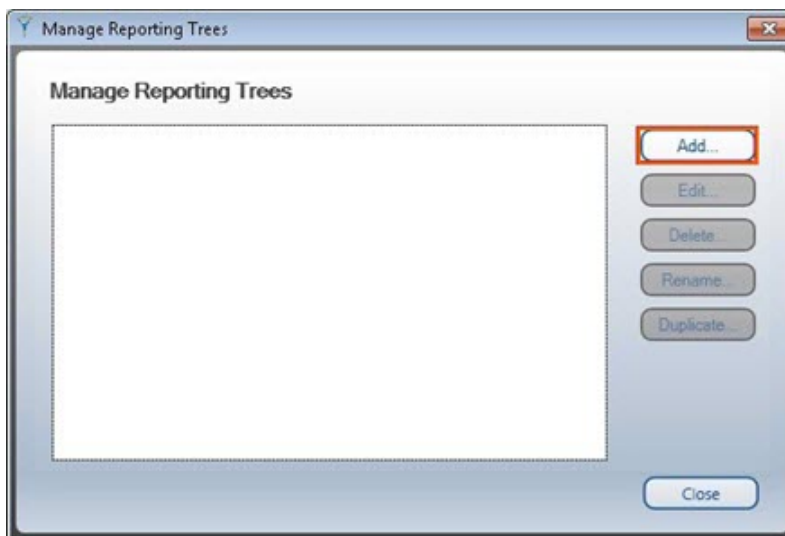 Manage Reporting Trees
Manage Reporting Trees
Add...
Edit...
Delete...
Rename...
Duplicate...
Close